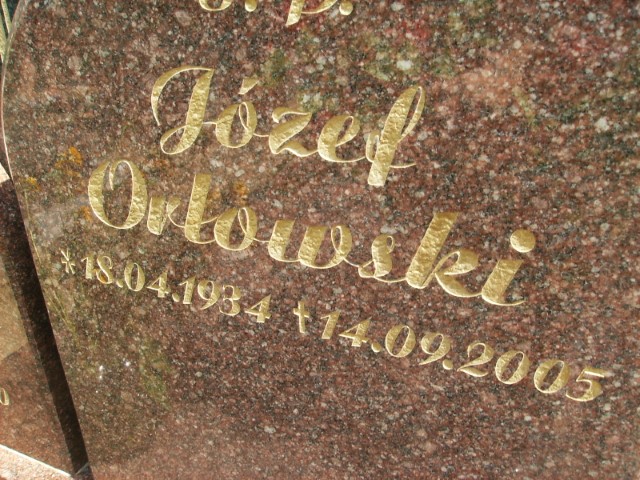 Ś.P.
Józef
Orłowski
*18.04.1934 †14.09.2005